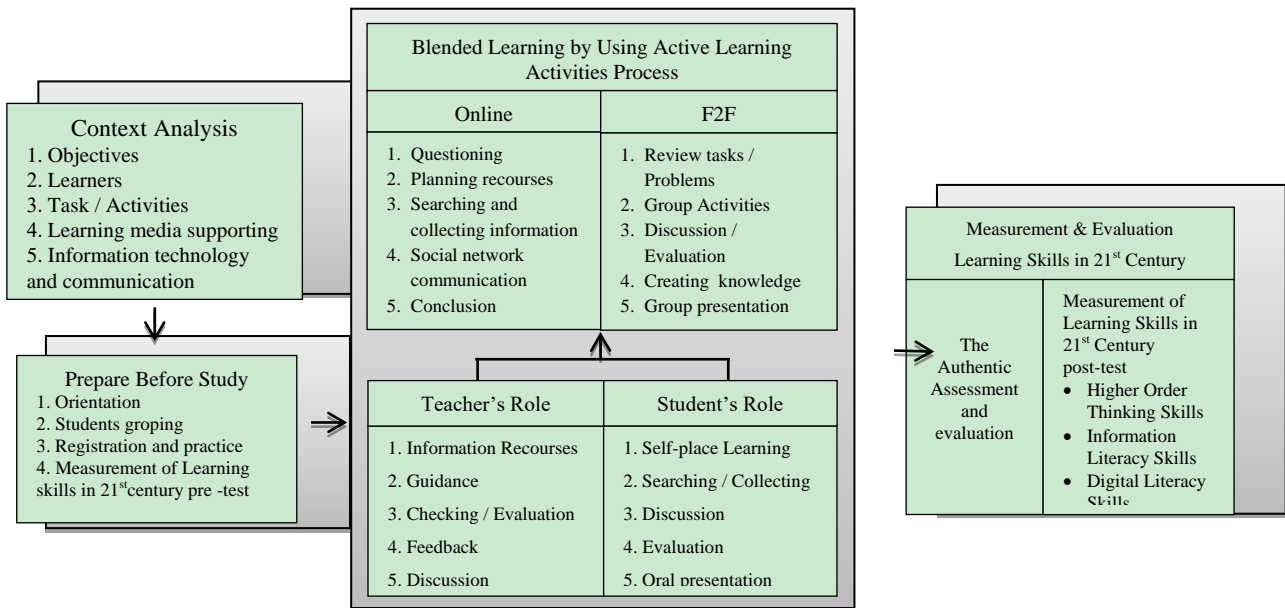 Context Analysis
1. Objectives
2. Learners
3. Task / Activities
4. Learning media supporting
5. Information technology
and communication
Prepare Before Study
1. Orientation
2. Students groping
3. Registration and practice
4. Measurement of Learning
skills in 21st century pre -test
Blended Learning by Using Active Learning
Activities Process
Online
1. Questioning
2. Planning recourses
3. Searching and
collecting information
4. Social network
communication
5. Conclusion
F2F
1. Review tasks /
Problems
2. Group Activities
3. Discussion /
Evaluation
4. Creating knowledge
5. Group presentation
Teacher's Role
1. Information Recourses
2. Guidance
3. Checking / Evaluation
4. Feedback
5. Discussion
Student's Role
1. Self-place Learning
2. Searching / Collecting
3. Discussion
4. Evaluation
5. Oral presentation
Measurement & Evaluation
Learning Skills in 21st Century
The
Authentic
Assessment
and
evaluation
Measurement of
Learning Skills in
21st Century
post-test
• Higher Order
Thinking Skills
• Information
Literacy Skills
• Digital Literacy
Skills